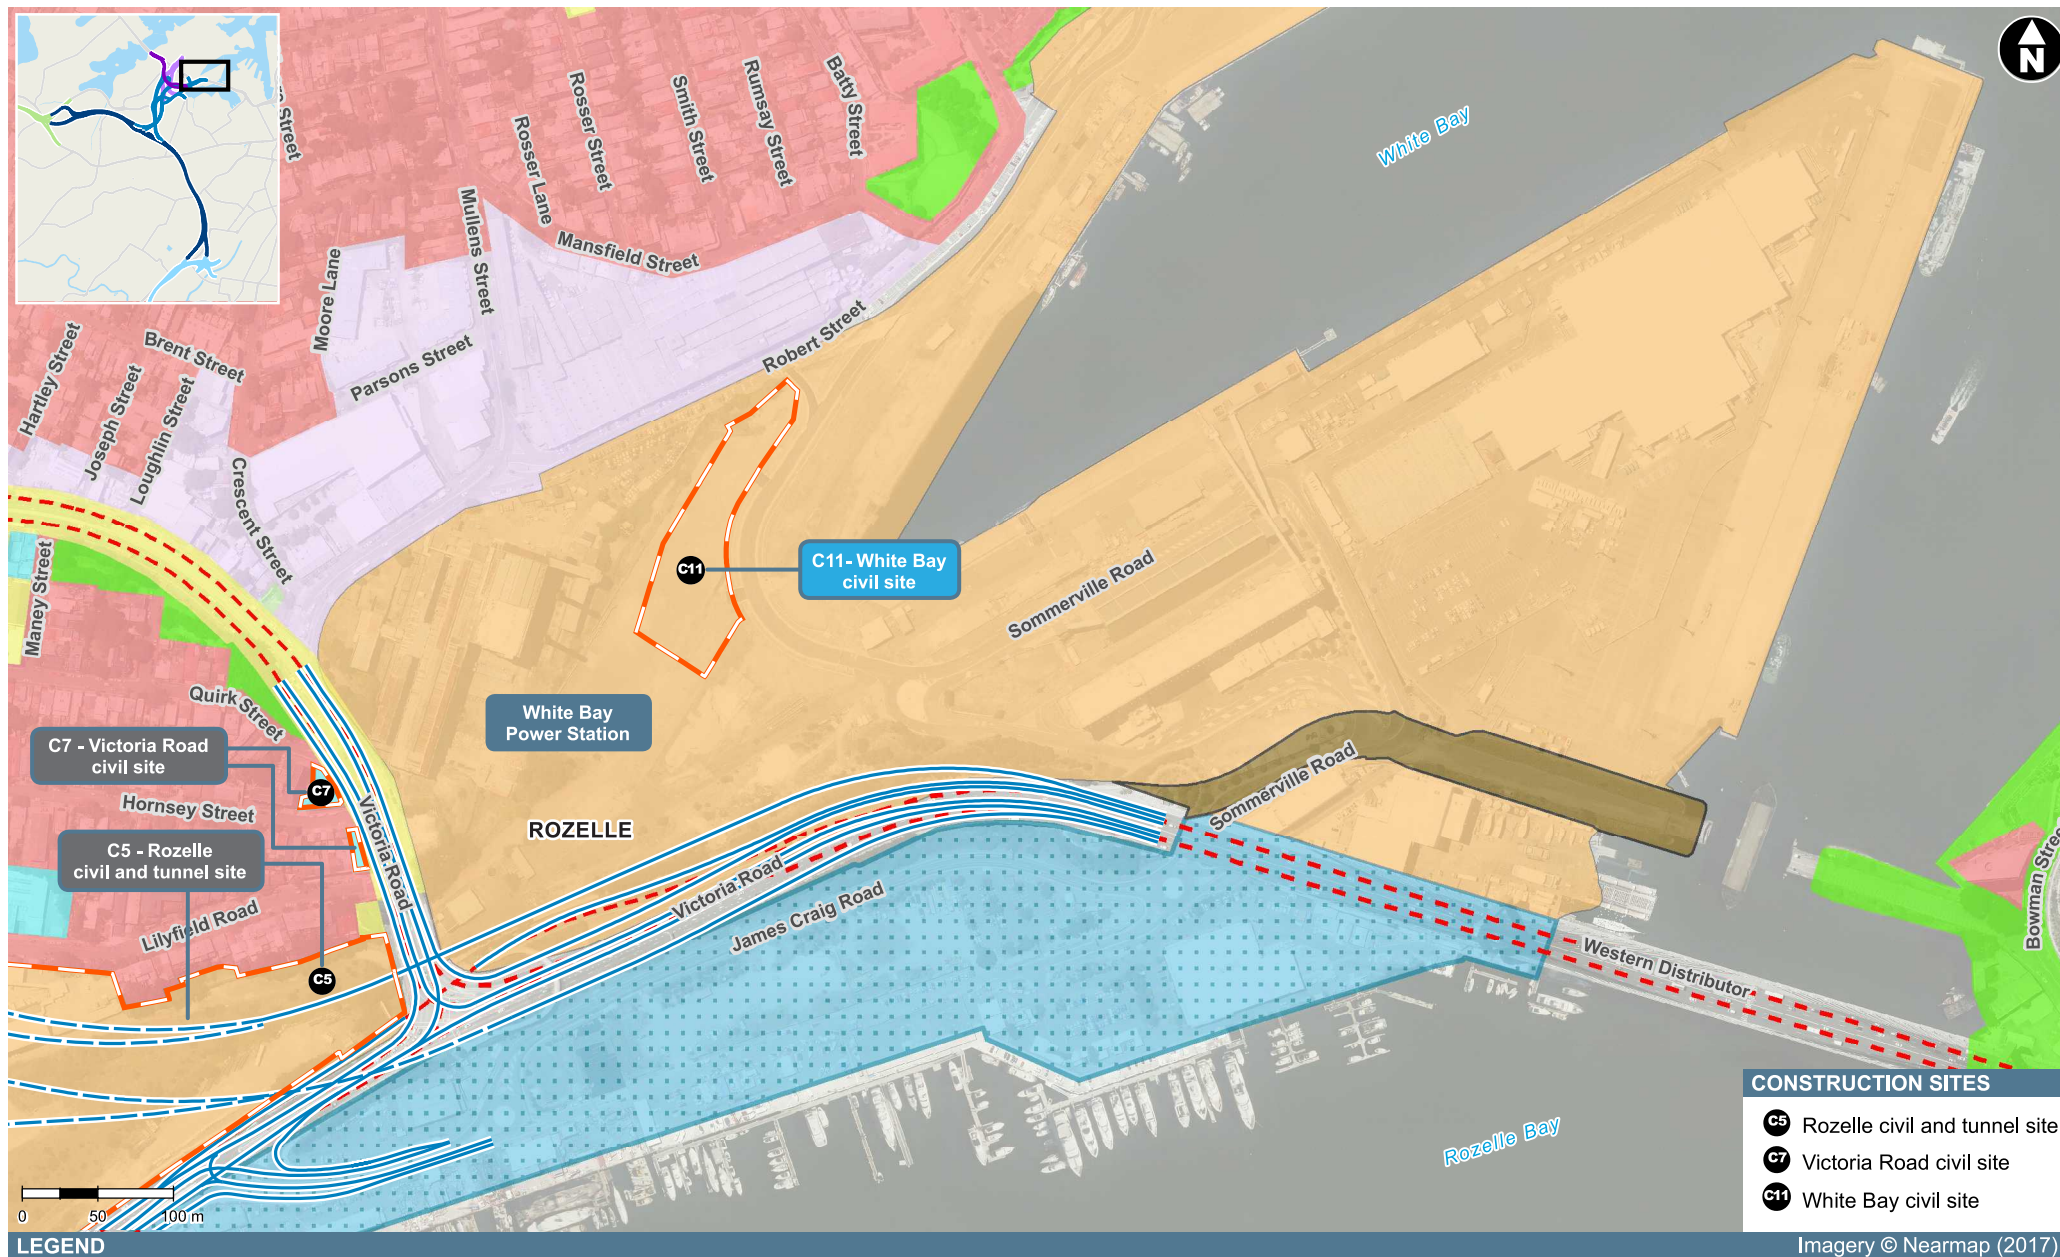 N
Street
Rosser Street
Rosser Lane
Smith Street
Rumsay Street
Batty Street
White Bay
Mullens Street
Mansfield Street
Moore Lane
Robert Street
Hartley Street
Brent Street
Joseph Street
Loughlin Street
Parsons Street
Crescent Street
Maney Street
C11
C11- White Bay
civil site
Sommerville Road
Quirk Street
White Bay
Power Station
C7 - Victoria Road
civil site
C7
Hornsey Street
Victoria Road
ROZELLE
Sommerville Road
C5 - Rozelle
civil and tunnel site
Lilyfield Road
C5
Victoria Road
James Craig Road
Western Distributor
Bowman Stree
Rozelle Bay
CONSTRUCTION SITES
C5 Rozelle civil and tunnel site
C7 Victoria Road civil site
C11 White Bay civil site
0 50 100 m
LEGEND
Imagery © Nearmap (2017)